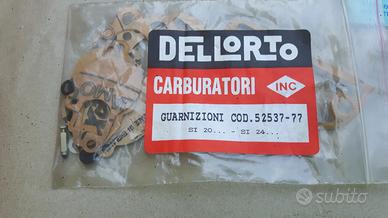 DELLORTO
CARBURATORI
INC
GUARNIZIONI COD.52537-77
SI 20... - SI 24...
subito